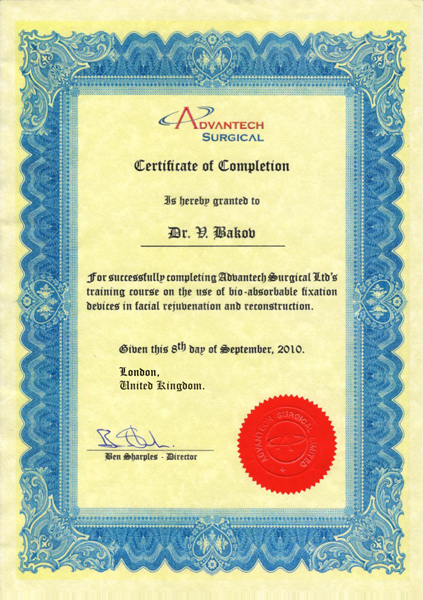 ADVANTECH
SURGICAL
Certificate of Completion
Is hereby granted to
Dr. V. Bakov
For successfully completing Advantech Surgical Ltd's
training course on the use of bio-absorbable fixation
devices in facial rejuvenation and reconstruction.
Given this 8th day of September, 2010.
London,
United Kingdom.
Ben Sharples - Director
ADVANTECH SURGICAL LIMITED